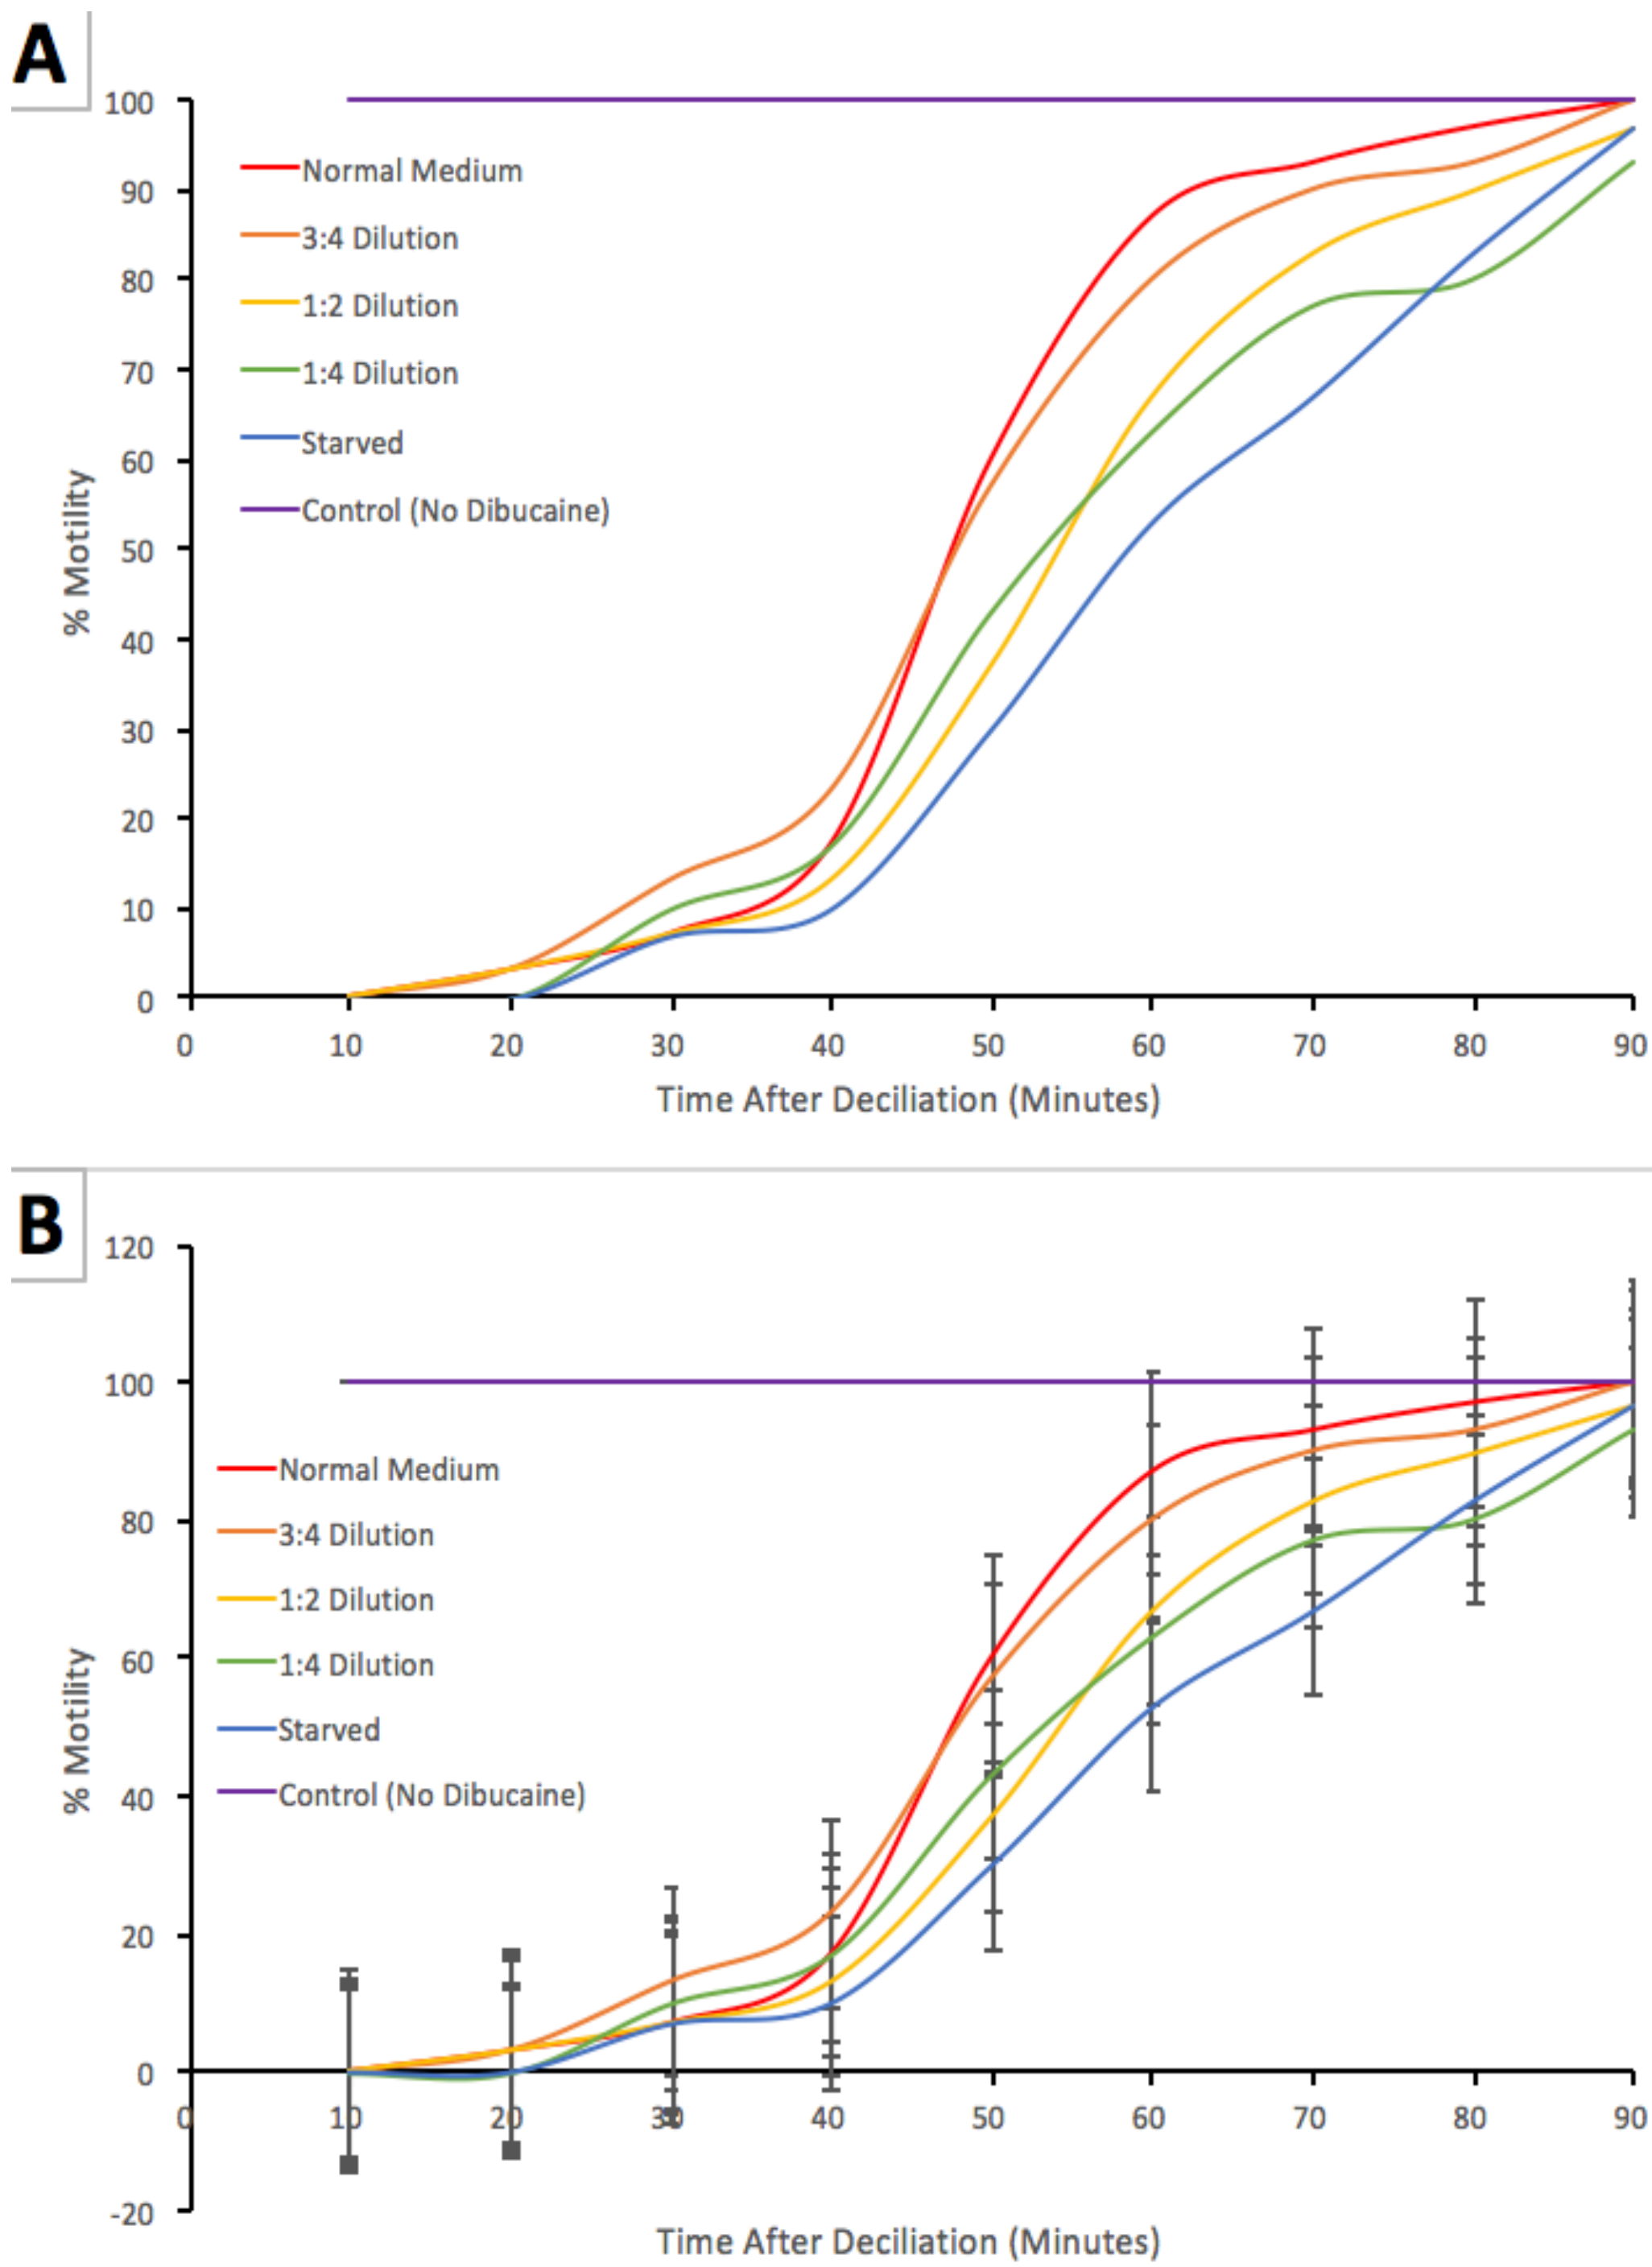 A
100
90
80
70
60
50
40
30
20
10
0
% Motility
Normal Medium
3:4 Dilution
1:2 Dilution
1:4 Dilution
Starved
Control (No Dibucaine)
0 10 20 30 40 50 60 70 80 90
Time After Deciliation (Minutes)
B
120
100
80
60
40
20
0
-20
% Motility
Normal Medium
3:4 Dilution
1:2 Dilution
1:4 Dilution
Starved
Control (No Dibucaine)
0 10 20 30 40 50 60 70 80 90
Time After Deciliation (Minutes)